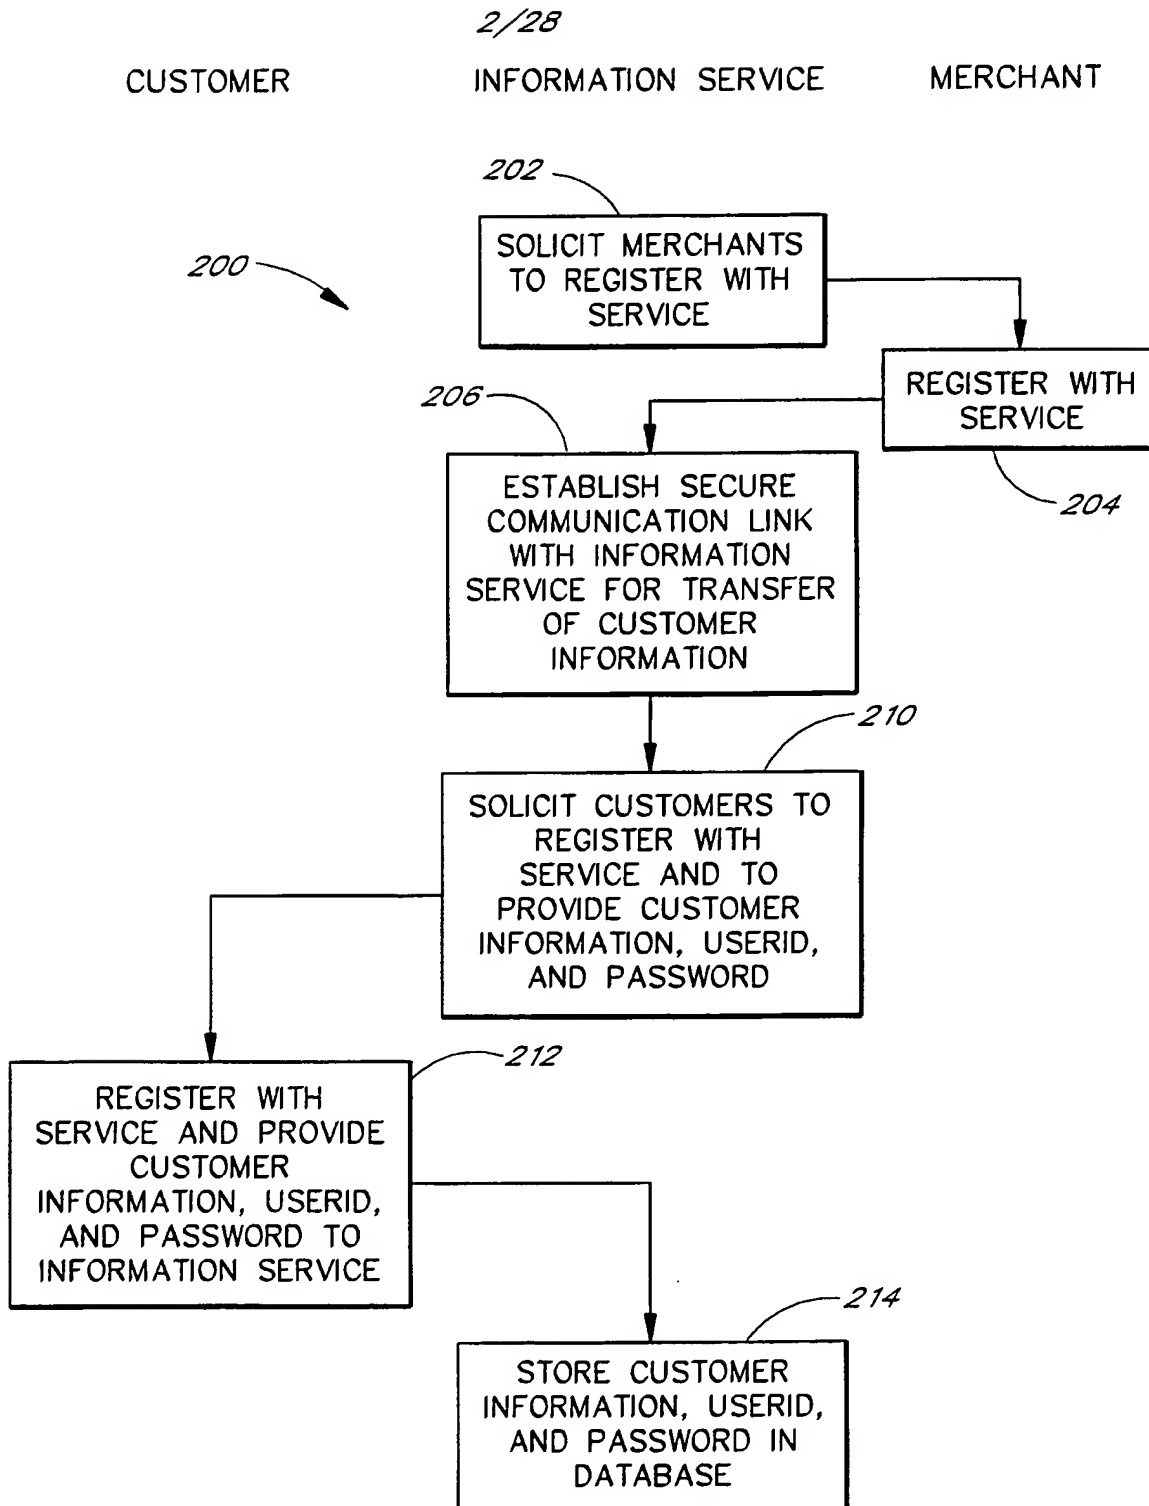 2/28
CUSTOMER INFORMATION SERVICE MERCHANT
202
SOLICIT MERCHANTS
TO REGISTER WITH
SERVICE
200
REGISTER WITH
SERVICE
204
206
ESTABLISH SECURE
COMMUNICATION LINK
WITH INFORMATION
SERVICE FOR TRANSFER
OF CUSTOMER
INFORMATION
210
SOLICIT CUSTOMERS TO
REGISTER WITH
SERVICE AND TO
PROVIDE CUSTOMER
INFORMATION, USERID,
AND PASSWORD
212
REGISTER WITH
SERVICE AND PROVIDE
CUSTOMER
INFORMATION, USERID,
AND PASSWORD TO
INFORMATION SERVICE
214
STORE CUSTOMER
INFORMATION, USERID,
AND PASSWORD IN
DATABASE